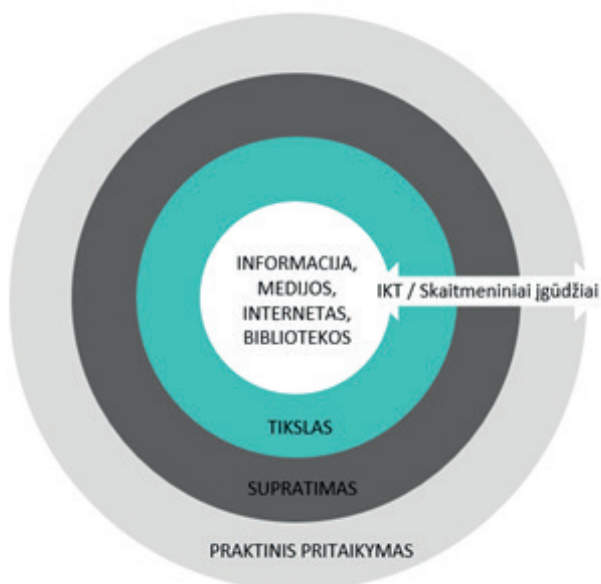 INFORMACIJA,
MEDIJOS,
INTERNETAS,
BIBLIOTEKOS
IKT / Skaitmeniniai įgūdžiai
TIKSLAS
SUPRATIMAS
PRAKTINIS PRITAIKYMAS